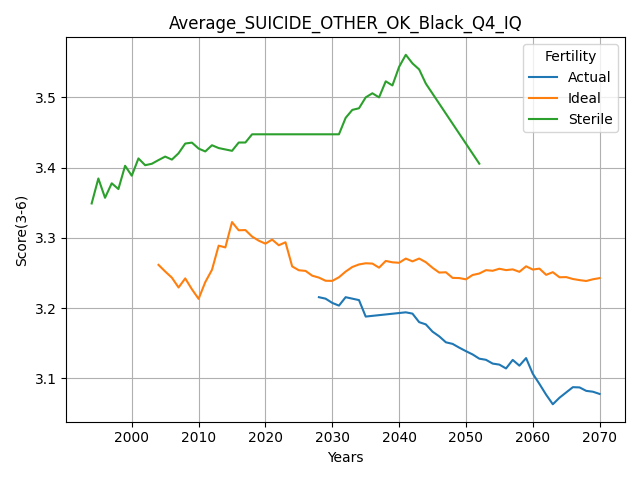 Average_SUICIDE_OTHER_OK_Black_Q4_IQ
Fertility
Actual
Ideal
Sterile
Score(3-6)
3.5
3.4
3.3
3.2
3.1
2000 2010 2020 2030 2040 2050 2060 2070
Years